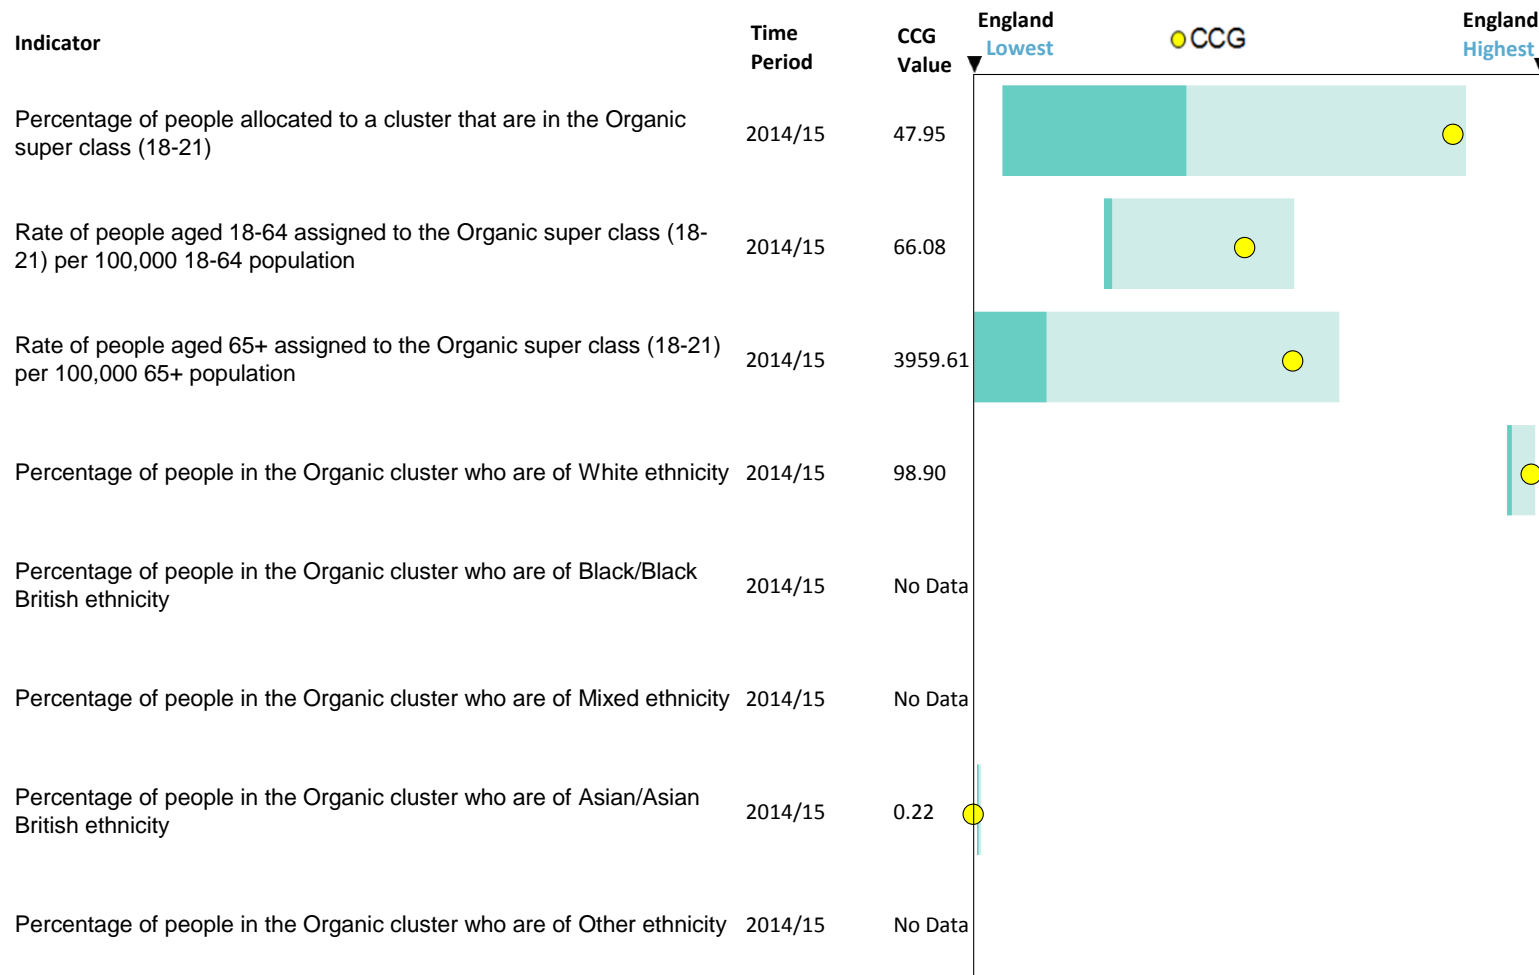 Indicator
Time Period
CCG Value
England Lowest
CCG
England Highest
Percentage of people allocated to a cluster that are in the Organic
super class (18-21)
2014/15
47.95
Rate of people aged 18-64 assigned to the Organic super class (18-
21) per 100,000 18-64 population
2014/15
66.08
Rate of people aged 65+ assigned to the Organic super class (18-21)
per 100,000 65+ population
2014/15
3959.61
Percentage of people in the Organic cluster who are of White ethnicity
2014/15
98.90
Percentage of people in the Organic cluster who are of Black/Black
British ethnicity
2014/15
No Data
Percentage of people in the Organic cluster who are of Mixed ethnicity
2014/15
No Data
Percentage of people in the Organic cluster who are of Asian/Asian
British ethnicity
2014/15
0.22
Percentage of people in the Organic cluster who are of Other ethnicity
2014/15
No Data